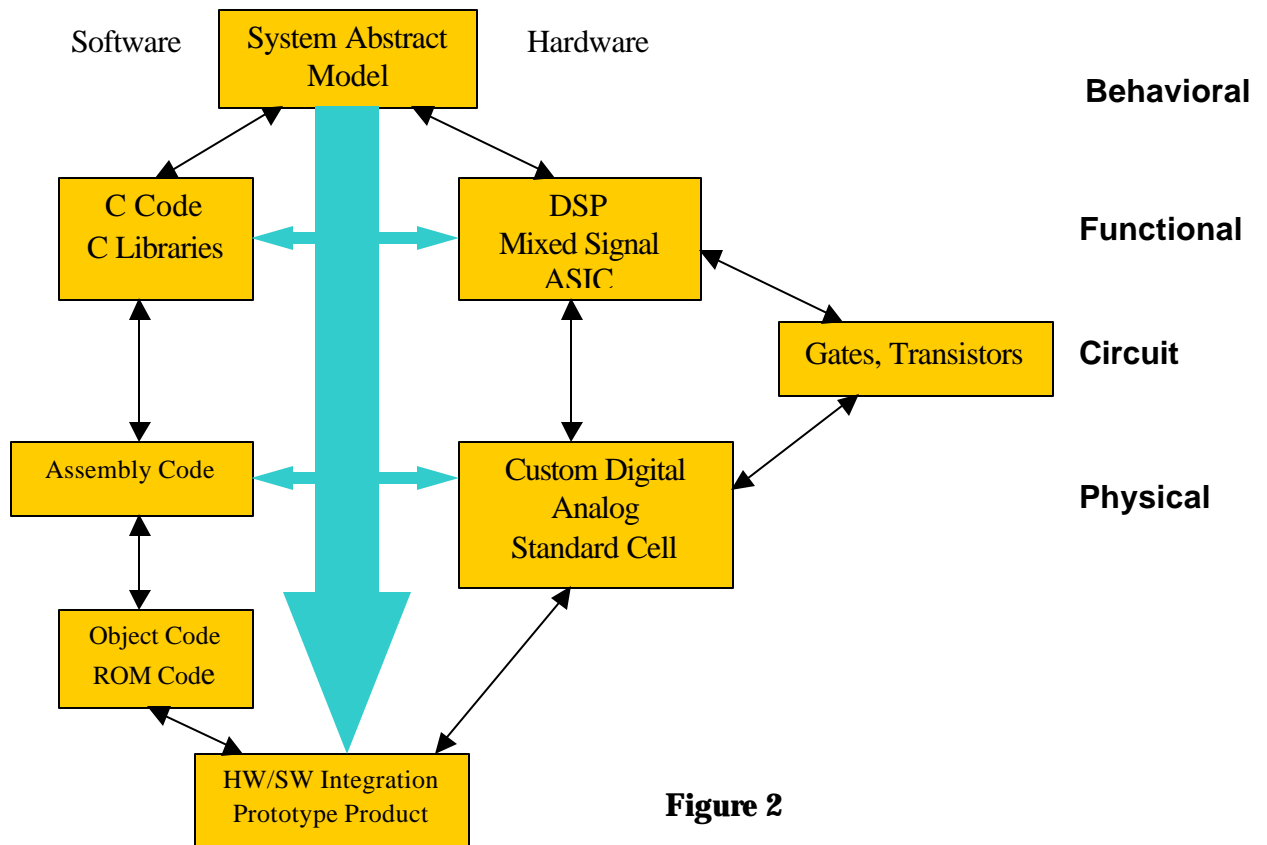 Software
System Abstract
Model
Hardware
Behavioral
C Code
C Libraries
DSP
Mixed Signal
ASIC
Functional
Gates, Transistors
Circuit
Assembly Code
Custom Digital
Analog
Standard Cell
Physical
Object Code
ROM Code
HW/SW Integration
Prototype Product
Figure 2